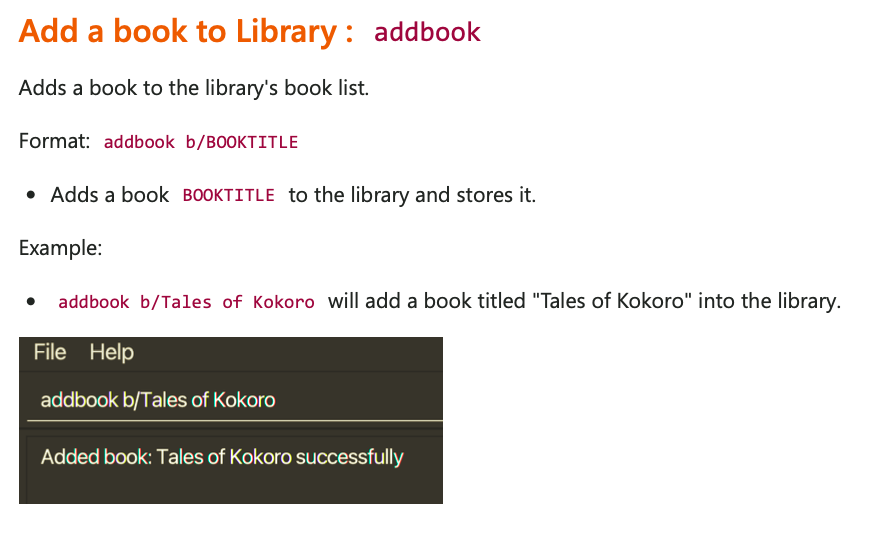 Add a book to Library : addbook
Adds a book to the library's book list.
Format: addbook b/BOOKTITLE
• Adds a book BOOKTITLE to the library and stores it.
Example:
• addbook b/Tales of Kokoro will add a book titled "Tales of Kokoro" into the library.
File Help
addbook b/Tales of Kokoro
Added book: Tales of Kokoro successfully